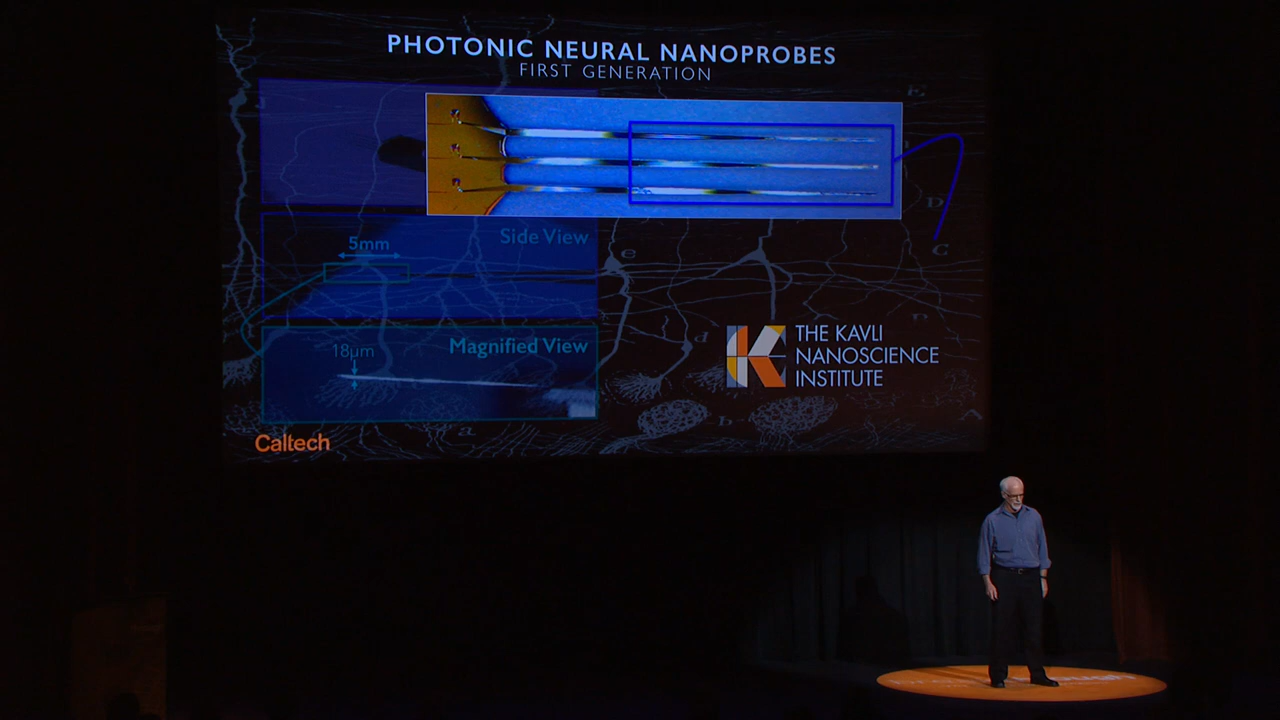 PHOTONIC NEURAL NANOPROBES
FIRST GENERATION
E
D
C
Side View
5mm
e
d
18µm
Magnified View
THE KAVLI
NANOSCIENCE
INSTITUTE
A
b
a
Caltech